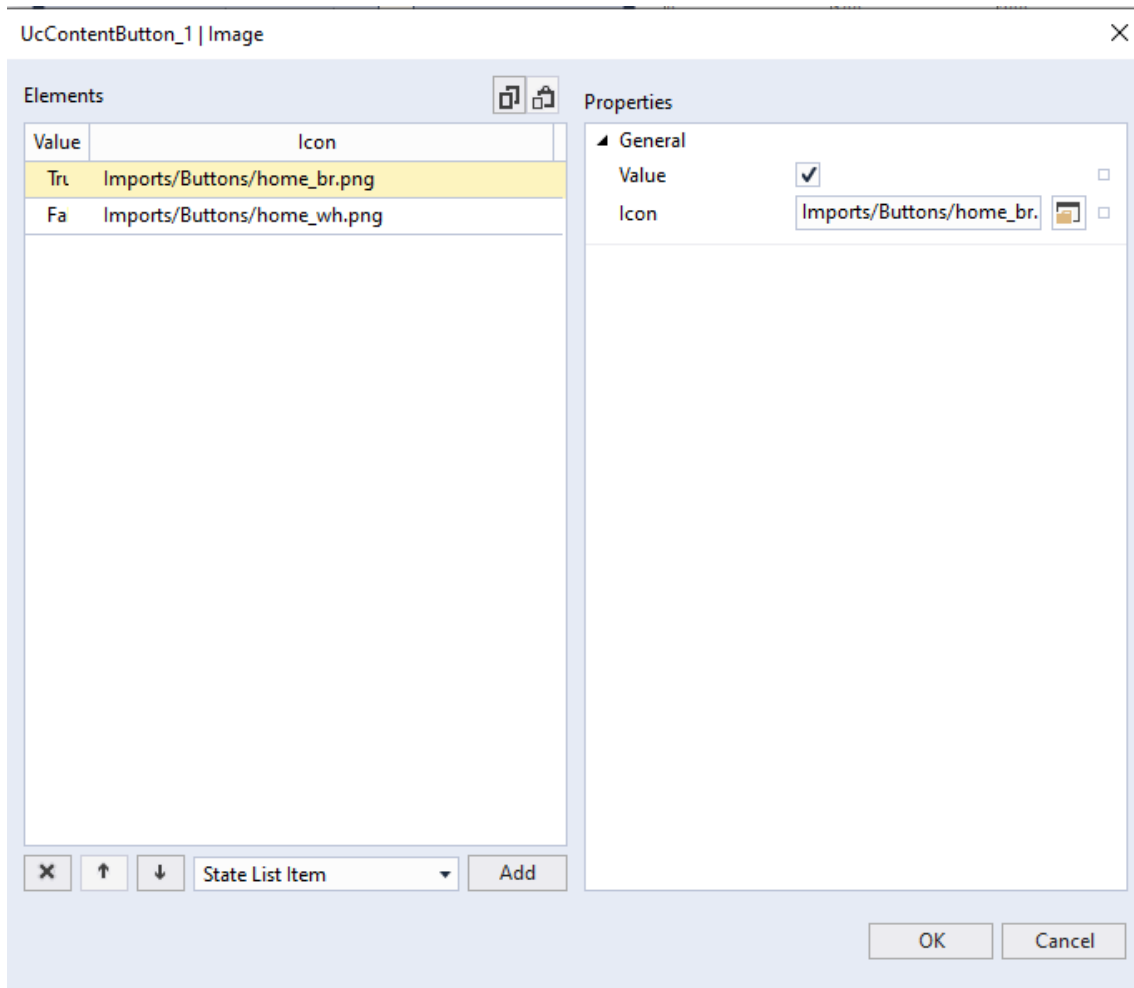 UcContentButton_1 | Image
Elements
Properties
Value Icon
Tru Imports/Buttons/home_br.png
Fa Imports/Buttons/home_wh.png
General
Value
Icon Imports/Buttons/home_br.
State List Item
Add
OK Cancel